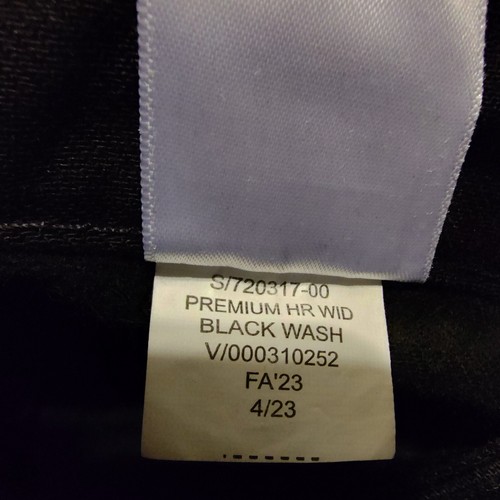 S/720317-00
PREMIUM HR WID
BLACK WASH
V/000310252
FA'23
4/23